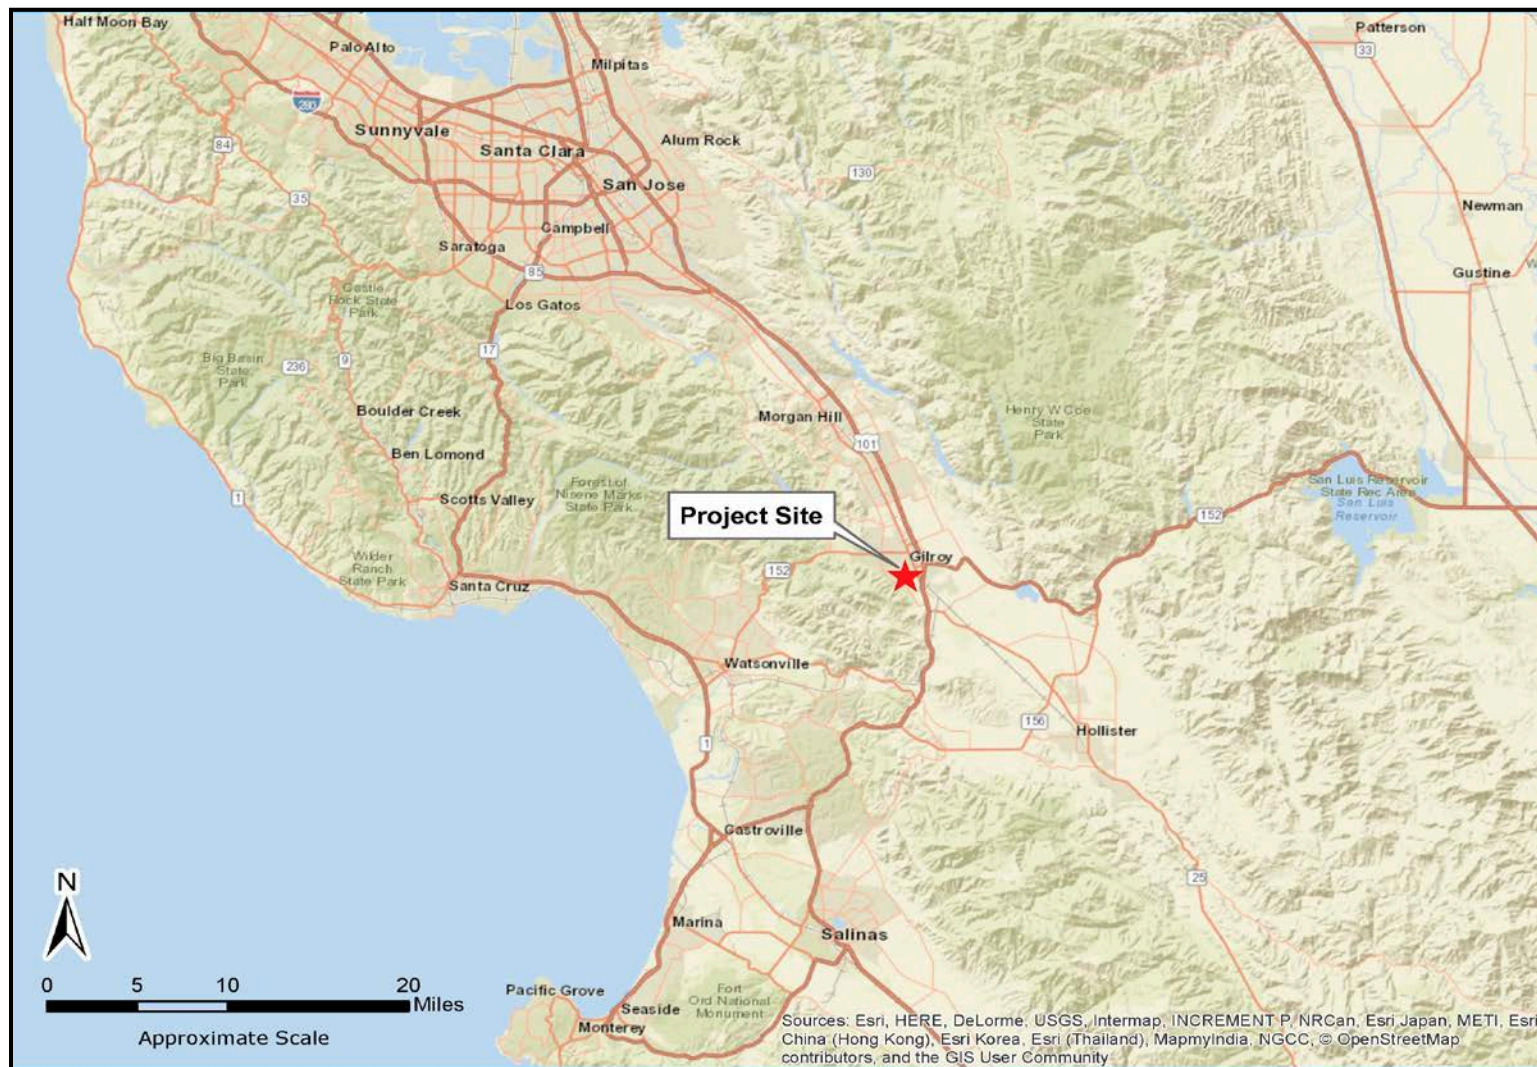 Half Moon Bay
Palo Alto
Milpitas
Patterson
33
280
Sunnyvale
Santa Clara
Alum Rock
84
130
San Jose
35
Newman
Campbell
Saratoga
85
Gustine
Castle
Rock State
Park
Los Gatos
17
Big Basin
State
Park
236
9
Boulder Creek
Morgan Hill
Henry W Coe
State
Park
101
Ben Lomond
Scotts Valley
Forest of
Nisene Marks
State Park
1
San Luis Reservoir
State Rec Area
San Luis
Reservoir
152
Project Site
Gilroy
Wilder
Ranch
State Park
152
Santa Cruz
Watsonville
156
Hollister
1
Castroville
25
N
Marina
Salinas
0 5 10 20
Miles
Approximate Scale
Pacific Grove
Seaside
Monterey
Fort
Ord National
Monument
Sources: Esri, HERE, DeLorme, USGS, Intermap, INCREMENT P, NRCan, Esri Japan, METI, Esri
China (Hong Kong), Esri Korea, Esri (Thailand), MapmyIndia, NGCC, © OpenStreetMap
contributors, and the GIS User Community